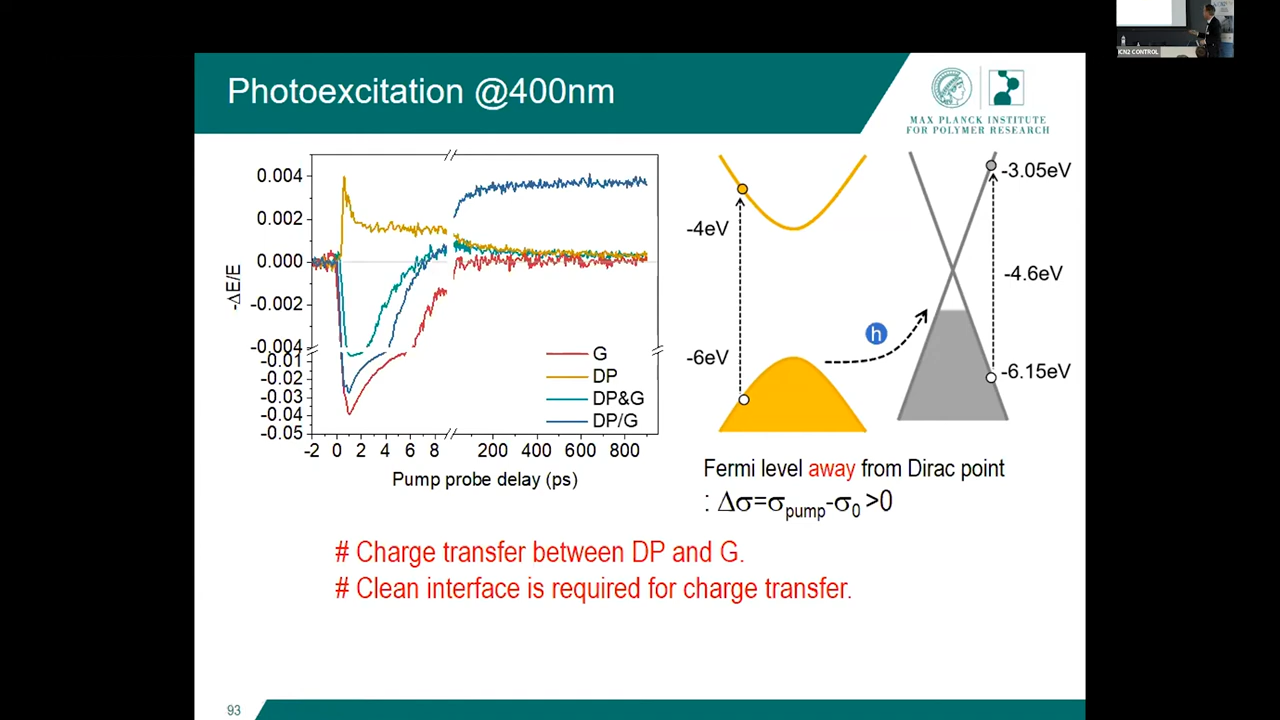 Photoexcitation @400nm
MAX PLANCK INSTITUTE
FOR POLYMER RESEARCH
ICN2 CONTROL
0.004
0.002
0.000
-0.002
-0.004
-0.01
-0.02
-0.03
-0.04
-0.05
-ΔE/E
G
DP
DP&G
DP/G
-2 0 2 4 6 8 200 400 600 800
Pump probe delay (ps)
-4eV
-6eV
h
-3.05eV
-4.6eV
-6.15eV
Fermi level away from Dirac point
: Δσ=σpump-σ0 >0
# Charge transfer between DP and G.
# Clean interface is required for charge transfer.
93